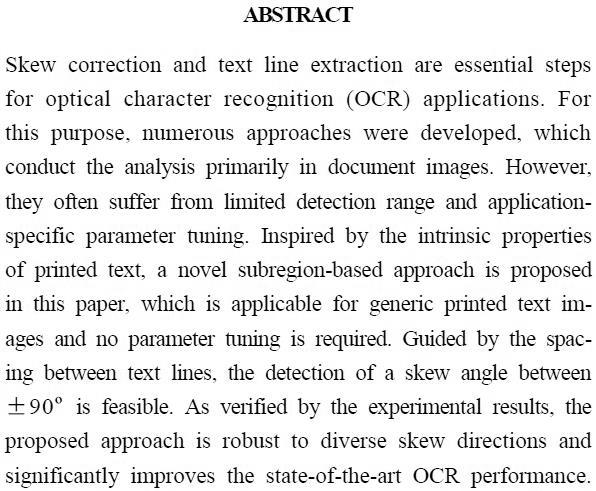 ABSTRACT
Skew correction and text line extraction are essential steps
for optical character recognition (OCR) applications. For
this purpose, numerous approaches were developed, which
conduct the analysis primarily in document images. However,
they often suffer from limited detection range and application-
specific parameter tuning. Inspired by the intrinsic properties
of printed text, a novel subregion-based approach is proposed
in this paper, which is applicable for generic printed text im-
ages and no parameter tuning is required. Guided by the spac-
ing between text lines, the detection of a skew angle between
±90° is feasible. As verified by the experimental results, the
proposed approach is robust to diverse skew directions and
significantly improves the state-of-the-art OCR performance.